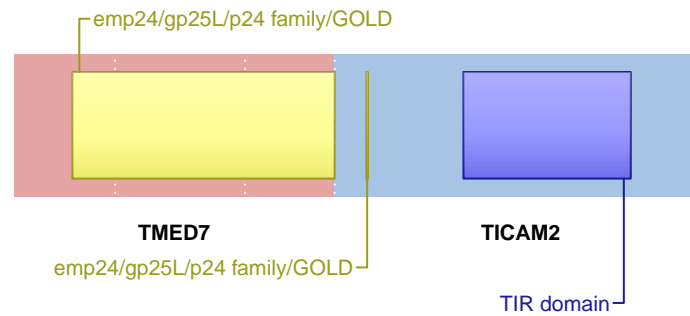 emp24/gp25L/p24 family/GOLD
TMED7
TICAM2
emp24/gp25L/p24 family/GOLD
TIR domain